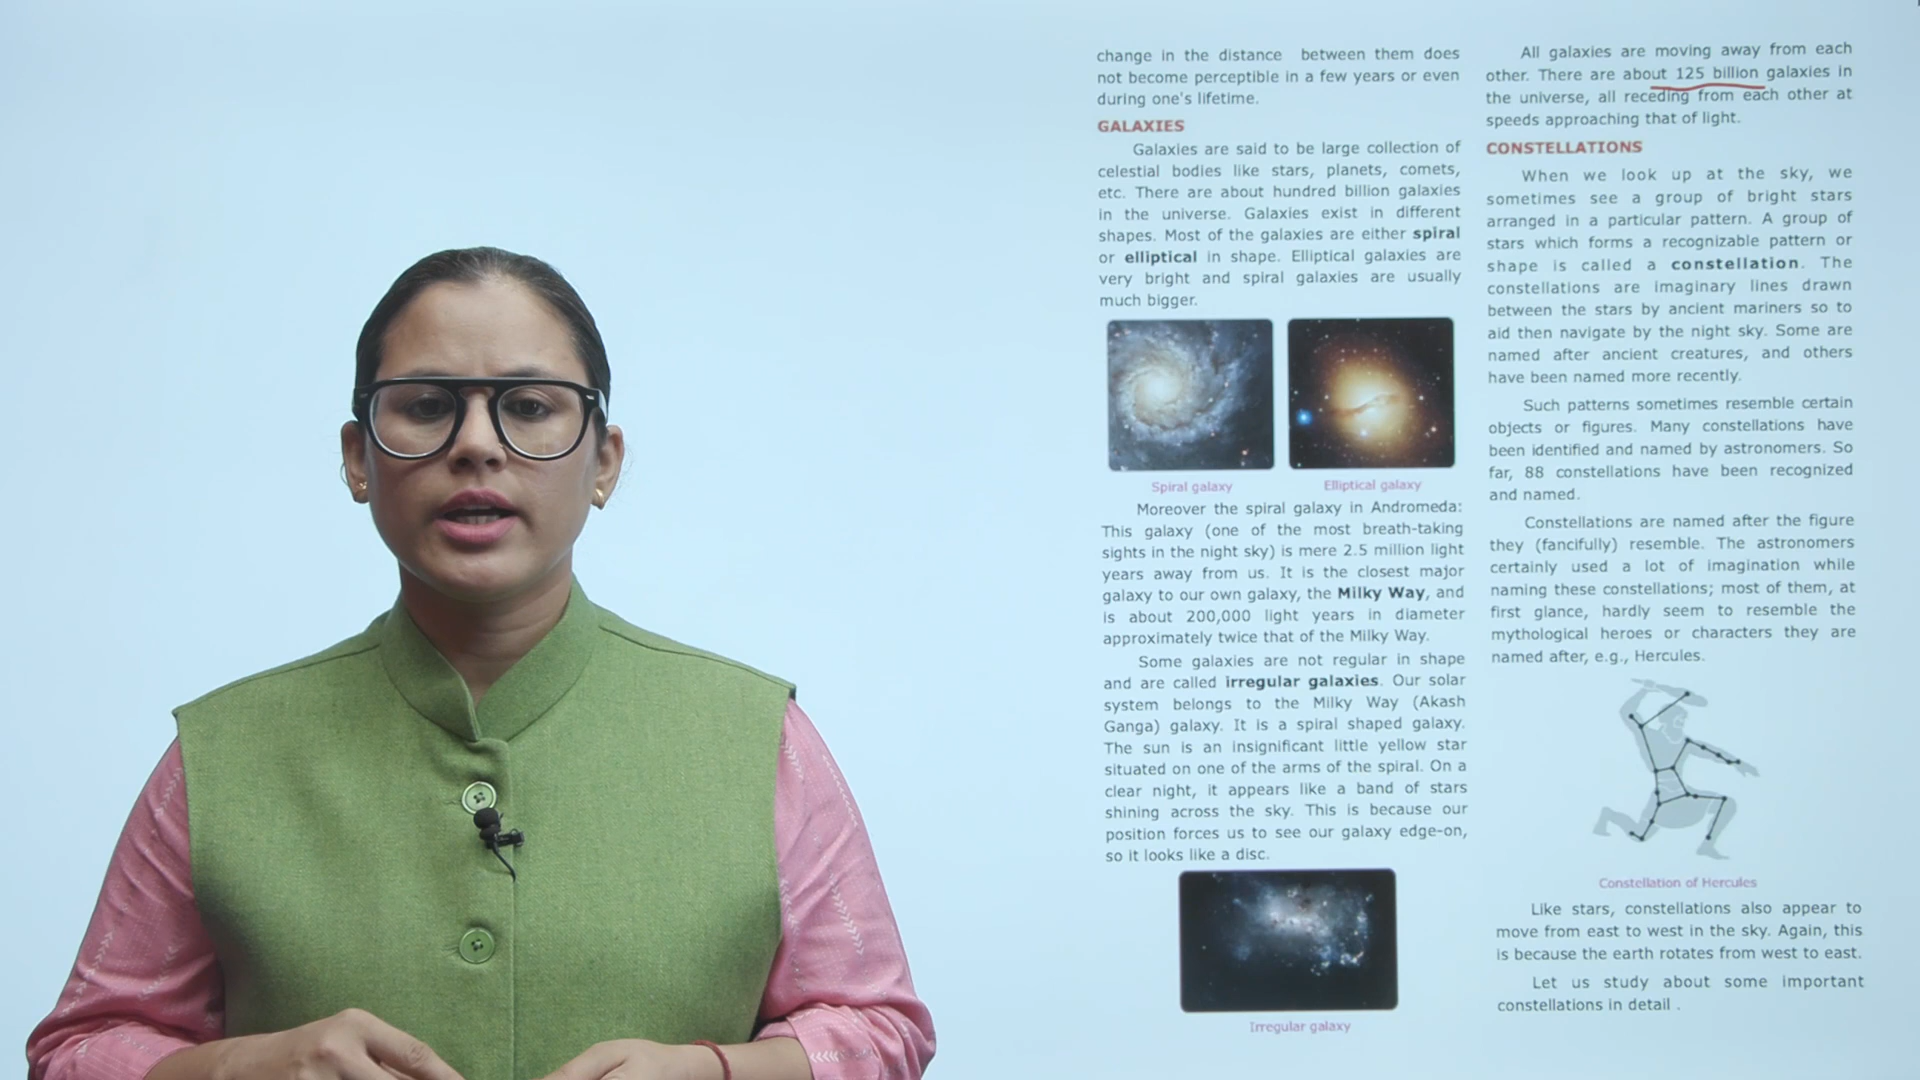 change in the distance between them does
not become perceptible in a few years or even
during one's lifetime.
GALAXIES
Galaxies are said to be large collection of
celestial bodies like stars, planets, comets,
etc. There are about hundred billion galaxies
in the universe. Galaxies exist in different
shapes. Most of the galaxies are either spiral
or elliptical in shape. Elliptical galaxies are
very bright and spiral galaxies are usually
much bigger.
Spiral galaxy
Elliptical galaxy
Moreover the spiral galaxy in Andromeda:
This galaxy (one of the most breath-taking
sights in the night sky) is mere 2.5 million light
years away from us. It is the closest major
galaxy to our own galaxy, the Milky Way, and
is about 200,000 light years in diameter
approximately twice that of the Milky Way.
Some galaxies are not regular in shape
and are called irregular galaxies. Our solar
system belongs to the Milky Way (Akash
Ganga) galaxy. It is a spiral shaped galaxy.
The sun is an insignificant little yellow star
situated on one of the arms of the spiral. On a
clear night, it appears like a band of stars
shining across the sky. This is because our
position forces us to see our galaxy edge-on,
so it looks like a disc.
Irregular galaxy
All galaxies are moving away from each
other. There are about 125 billion galaxies in
the universe, all receding from each other at
speeds approaching that of light.
CONSTELLATIONS
When we look up at the sky, we
sometimes see a group of bright stars
arranged in a particular pattern. A group of
stars which forms a recognizable pattern or
shape is called a constellation. The
constellations are imaginary lines drawn
between the stars by ancient mariners so to
aid then navigate by the night sky. Some are
named after ancient creatures, and others
have been named more recently.
Such patterns sometimes resemble certain
objects or figures. Many constellations have
been identified and named by astronomers. So
far, 88 constellations have been recognized
and named.
Constellations are named after the figure
they (fancifully) resemble. The astronomers
certainly used a lot of imagination while
naming these constellations; most of them, at
first glance, hardly seem to resemble the
mythological heroes or characters they are
named after, e.g., Hercules.
Constellation of Hercules
Like stars, constellations also appear to
move from east to west in the sky. Again, this
is because the earth rotates from west to east.
Let us study about some important
constellations in detail .